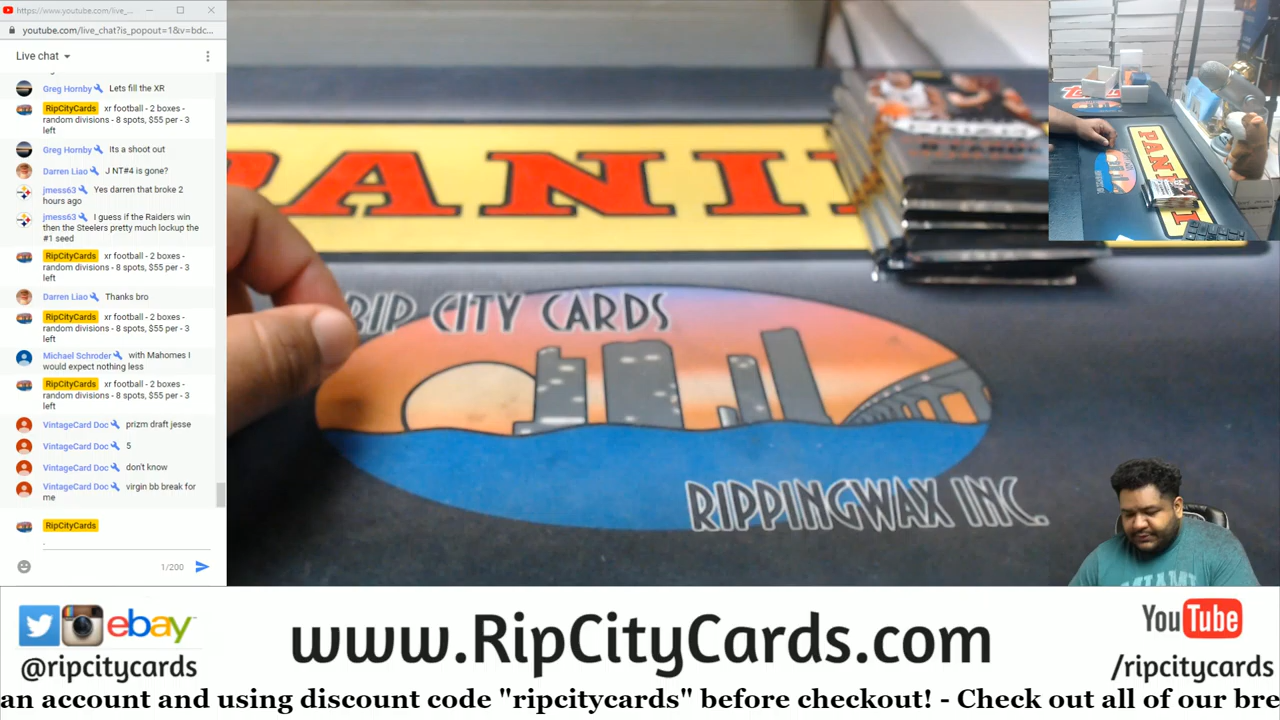 https://www.youtube.com/live_...
youtube.com/live_chat?is_popout=1&v=bdc...
Live chat
Greg Hornby Lets fill the XR
RipCityCards xr football - 2 boxes -
random divisions - 8 spots, $55 per - 3
left
Greg Hornby Its a shoot out
Darren Liao J NT#4 is gone?
jmess63 Yes darren that broke 2
hours ago
jmess63 I guess if the Raiders win
then the Steelers pretty much lockup the
#1 seed
RipCityCards xr football - 2 boxes -
random divisions - 8 spots, $55 per - 3
left
Darren Liao Thanks bro
RipCityCards xr football - 2 boxes -
random divisions - 8 spots, $55 per - 3
left
Michael Schroder with Mahomes I
would expect nothing less
RipCityCards xr football - 2 boxes -
random divisions - 8 spots, $55 per - 3
left
VintageCard Doc prizm draft jesse
VintageCard Doc 5
VintageCard Doc don't know
VintageCard Doc virgin bb break for
me
RipCityCards
.
1/200
PANINI
RIP CITY CARDS
RIPPINGWAX INC.
PANINI
MIAMI
ebay
@ripcitycards
www.RipCityCards.com
YouTube
/ripcitycards
an account and using discount code "ripcitycards" before checkout! - Check out all of our bre